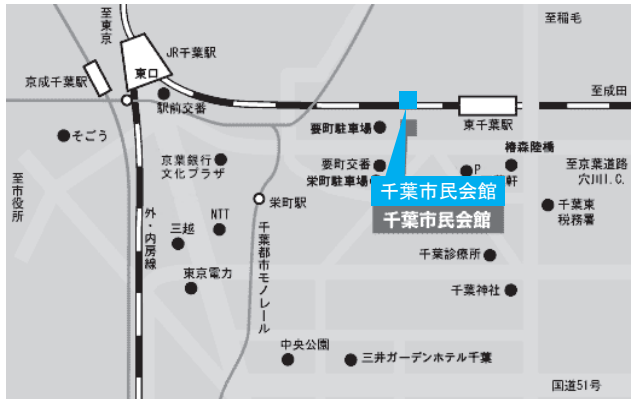 至東京
至稲毛
JR千葉駅
東口
京成千葉駅
至成田
駅前交番
そごう
要町駐車場
東千葉駅
椿森陸橋
京葉銀行
文化プラザ
要町交番
P
至京葉道路
穴川I.C.
栄町駐車場
軒
千葉市民会館
千葉市民会館
至市役所
栄町駅
千葉東
税務署
外・内房線
三越
NTT
千葉都市モノレール
千葉診療所
東京電力
千葉神社
中央公園
三井ガーデンホテル千葉
国道51号